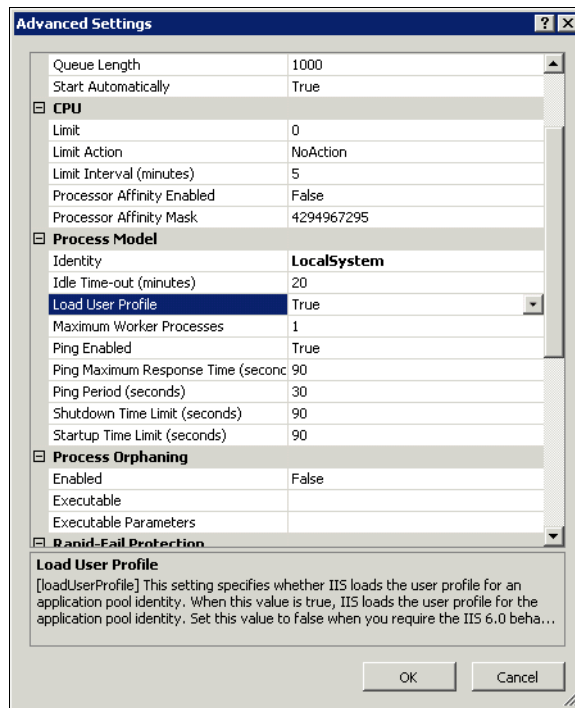 Advanced Settings
Queue Length 1000
Start Automatically True
CPU
Limit 0
Limit Action NoAction
Limit Interval (minutes) 5
Processor Affinity Enabled False
Processor Affinity Mask 4294967295
Process Model
Identity LocalSystem
Idle Time-out (minutes) 20
Load User Profile True
Maximum Worker Processes 1
Ping Enabled True
Ping Maximum Response Time (second 90
Ping Period (seconds) 30
Shutdown Time Limit (seconds) 90
Startup Time Limit (seconds) 90
Process Orphaning
Enabled False
Executable
Executable Parameters
Rapid-Fail Protection
Load User Profile
[loadUserProfile] This setting specifies whether IIS loads the user profile for an
application pool identity. When this value is true, IIS loads the user profile for the
application pool identity. Set this value to false when you require the IIS 6.0 beha...
OK Cancel